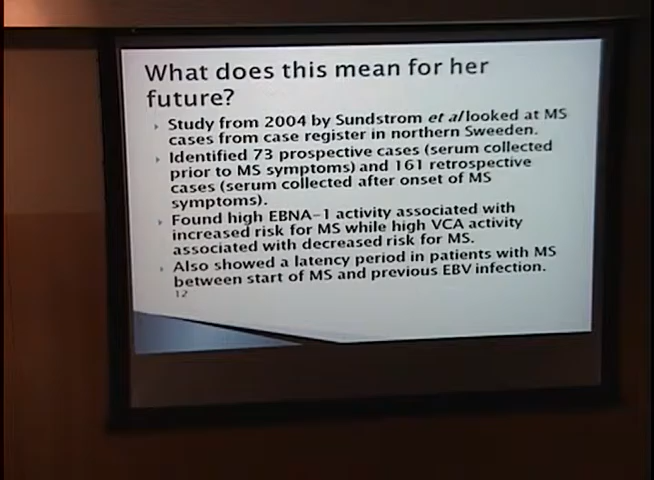 What does this mean for her
future?
Study from 2004 by Sundstrom et al looked at MS
cases from case register in northern Sweeden.
Identified 73 prospective cases (serum collected
prior to MS symptoms) and 161 retrospective
cases (serum collected after onset of MS
symptoms).
Found high EBNA-1 activity associated with
increased risk for MS while high VCA activity
associated with decreased risk for MS.
Also showed a latency period in patients with MS
between start of MS and previous EBV infection.
12